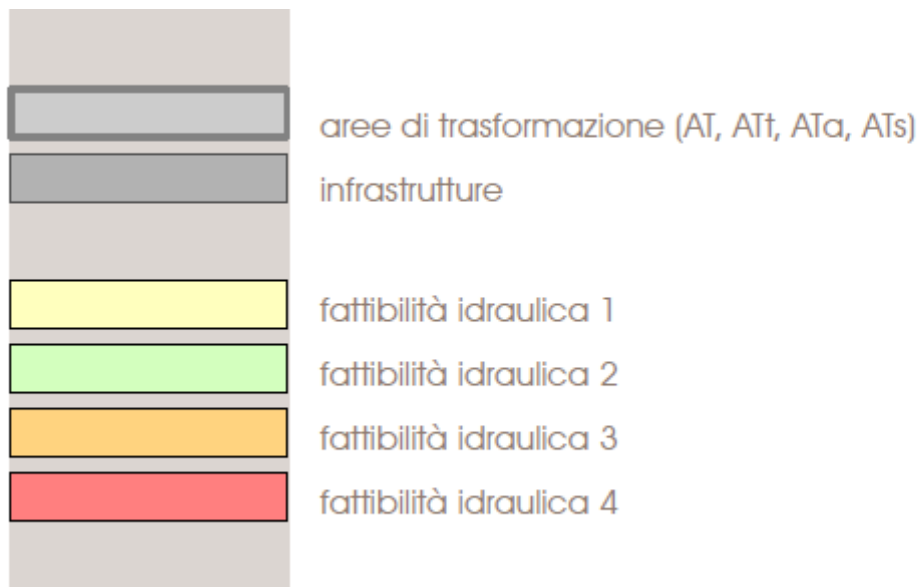 aree di trasformazione (AT, ATt, ATa, ATs)
infrastrutture
fattibilità idraulica 1
fattibilità idraulica 2
fattibilità idraulica 3
fattibilità idraulica 4